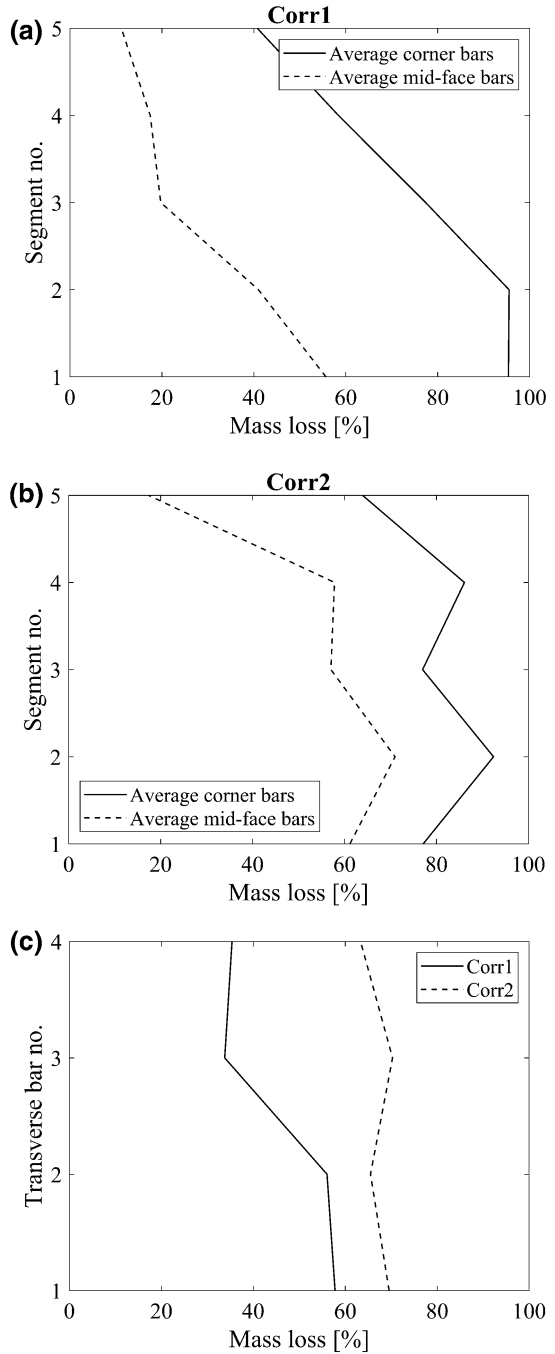 (a)
Corr1
Average corner bars
Average mid-face bars
5
4
3
2
1
Segment no.
0 20 40 60 80 100
Mass loss [%]
(b)
Corr2
5
4
3
2
1
Segment no.
Average corner bars
Average mid-face bars
0 20 40 60 80 100
Mass loss [%]
(c)
Corr1
Corr2
4
3
2
1
Transverse bar no.
0 20 40 60 80 100
Mass loss [%]